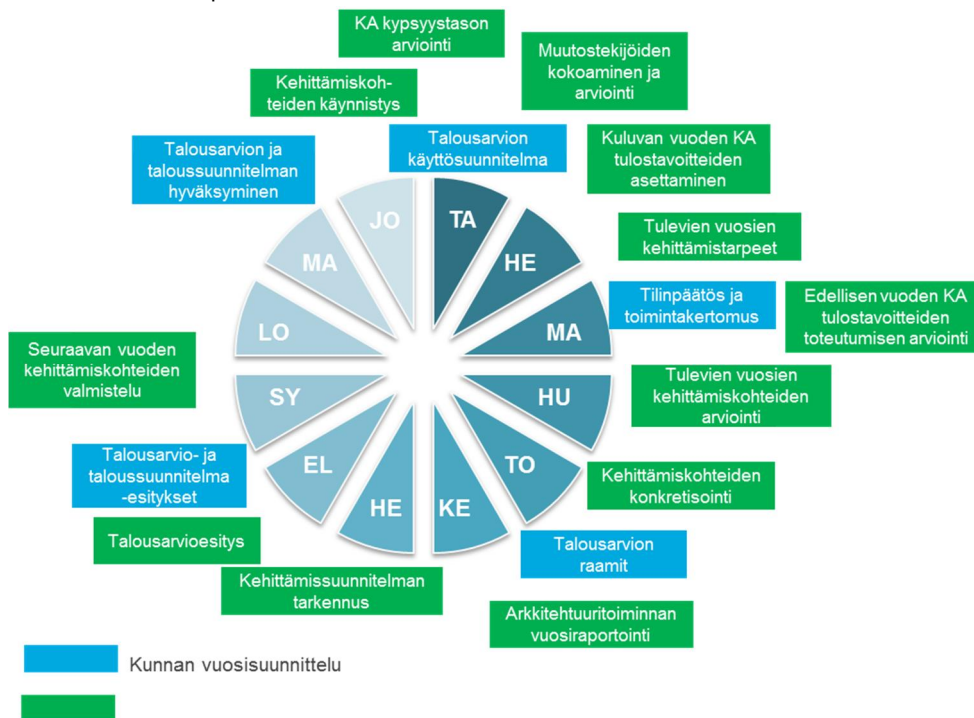 KA kypsyystason
arviointi
Muutostekijöiden
kokoaminen ja
arviointi
Kehittämiskoh-
teiden käynnistys
Talousarvion
käyttösuunnitelma
Talousarvion ja
taloussuunnitelman
hyväksyminen
Kuluvan vuoden KA
tulostavoitteiden
asettaminen
JO
TA
Tulevien vuosien
kehittämistarpeet
MA
HE
Tilinpäätös ja
toimintakertomus
Edellisen vuoden KA
tulostavoitteiden
toteutumisen arviointi
LO
MA
Seuraavan vuoden
kehittämiskohteiden
valmistelu
Tulevien vuosien
kehittämiskohteiden
arviointi
SY
HU
Talousarvio- ja
taloussuunnitelma
-esitykset
EL
TO
Kehittämiskohteiden
konkretisointi
HE
KE
Talousarvioesitys
Talousarvion
raamit
Kehittämissuunnitelman
tarkennus
Arkkitehtuuritoiminnan
vuosiraportointi
Kunnan vuosisuunnittelu